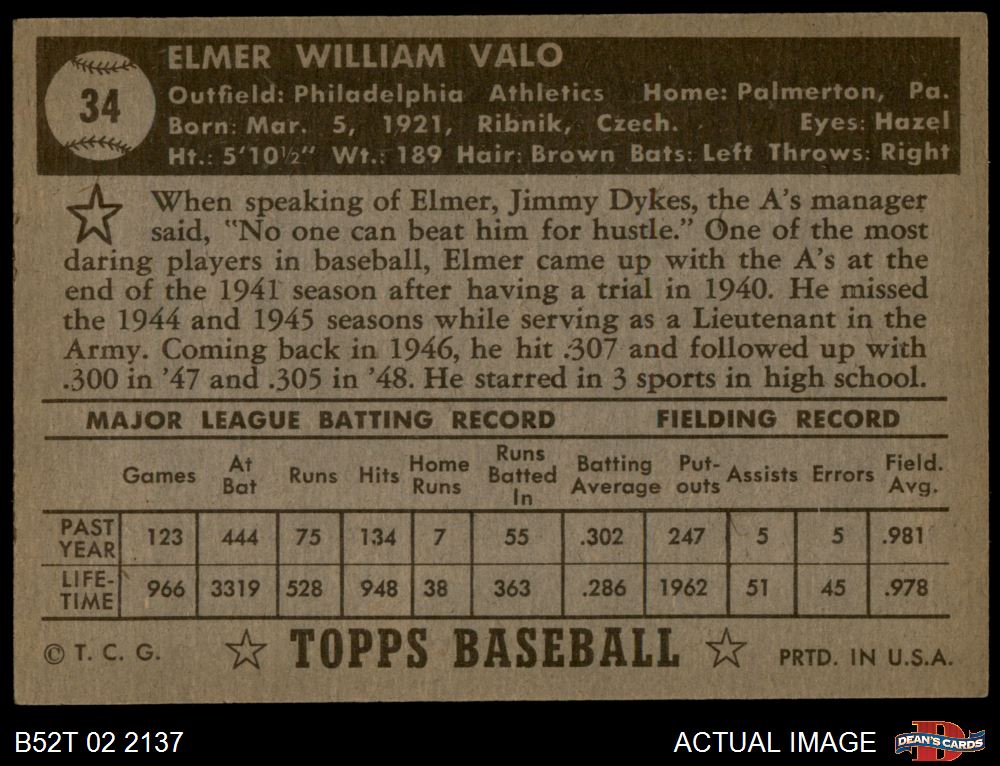 34
ELMER WILLIAM VALO
Outfield: Philadelphia Athletics Home: Palmerton, Pa.
Born: Mar. 5, 1921, Ribnik, Czech. Eyes: Hazel
Ht.: 5'10½" Wt.: 189 Hair: Brown Bats: Left Throws: Right
When speaking of Elmer, Jimmy Dykes, the A's manager
said, "No one can beat him for hustle." One of the most
daring players in baseball, Elmer came up with the A's at the
end of the 1941 season after having a trial in 1940. He missed
the 1944 and 1945 seasons while serving as a Lieutenant in the
Army. Coming back in 1946, he hit .307 and followed up with
.300 in '47 and .305 in '48. He starred in 3 sports in high school.
MAJOR LEAGUE BATTING RECORD FIELDING RECORD
Games At Bat Runs Hits Home Runs Runs Batted In Batting Average Put-outs Assists Errors Field. Avg.
PAST YEAR 123 444 75 134 7 55 .302 247 5 5 .981
LIFE-TIME 966 3319 528 948 38 363 .286 1962 51 45 .978
© T. C. G. TOPPS BASEBALL PRTD. IN U.S.A.
B52T 02 2137 ACTUAL IMAGE DEAN'S CARDS